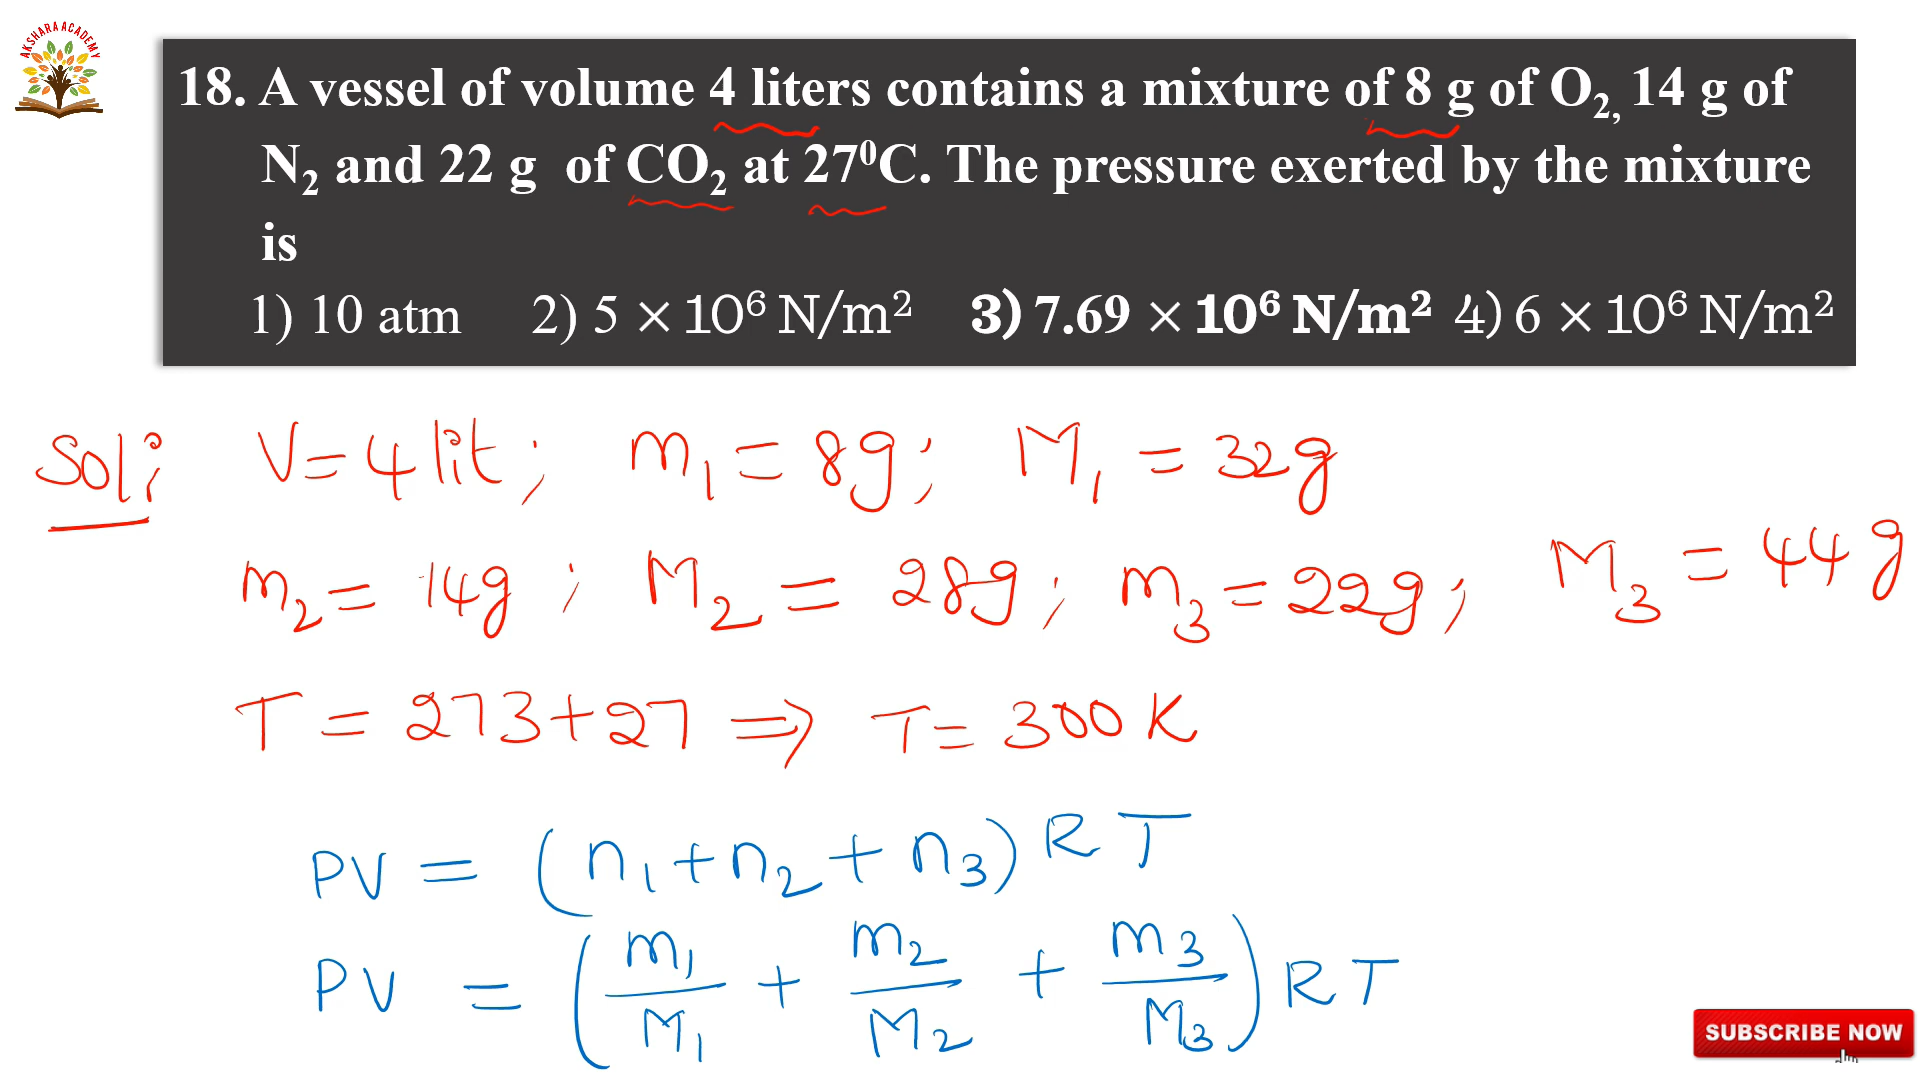 AKSHARA ACADEMY
18. A vessel of volume 4 liters contains a mixture of 8 g of O₂, 14 g of
N₂ and 22 g of CO₂ at 27⁰C. The pressure exerted by the mixture
is
1) 10 atm 2) 5 × 10⁶ N/m² 3) 7.69 × 10⁶ N/m² 4) 6 × 10⁶ N/m²
Sol: V = 4 lit; m₁ = 8g; M₁ = 32g
m₂ = 14g; M₂ = 28g; m₃ = 22g; M₃ = 44g
T = 273+27 ⇒ T = 300 K
PV = (n₁+n₂+n₃) RT
PV = (m₁/M₁ + m₂/M₂ + m₃/M₃) RT
SUBSCRIBE NOW